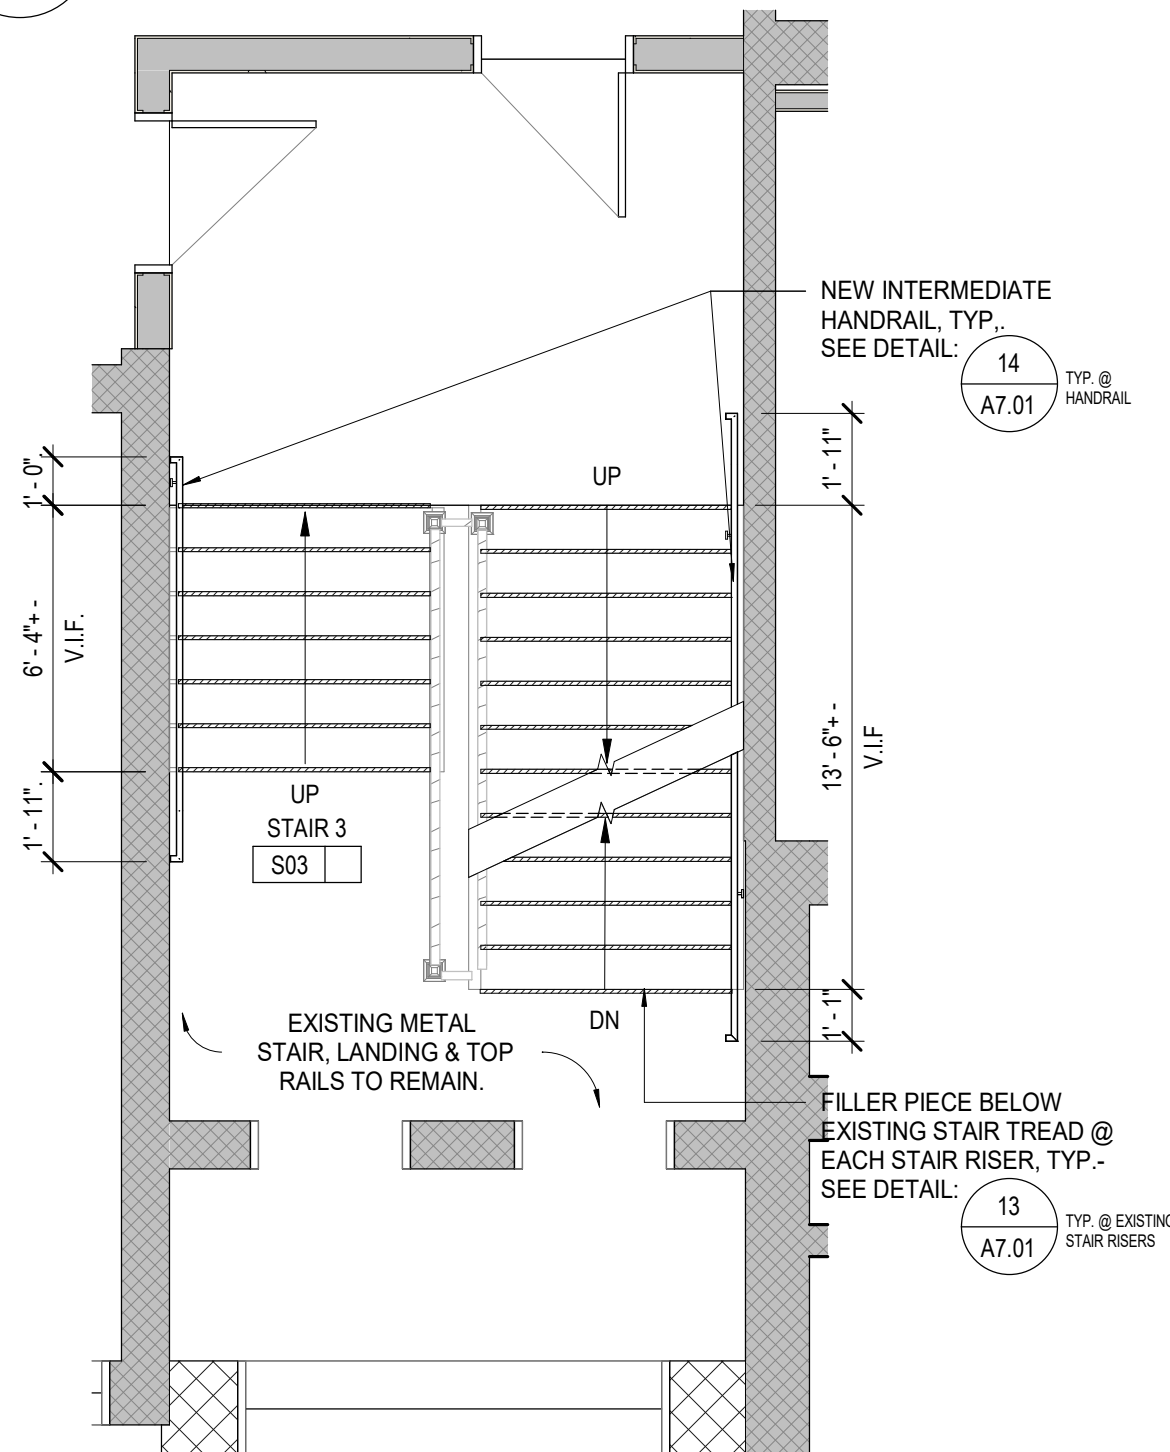 NEW INTERMEDIATE
HANDRAIL, TYP,.
SEE DETAIL:
14
A7.01
TYP. @
HANDRAIL
1' - 0"
6' - 4"+ -
V.I.F.
1' - 11"
UP
UP
STAIR 3
S03
1' - 11"
13' - 6"+ -
V.I.F
1' - 1"
DN
EXISTING METAL
STAIR, LANDING & TOP
RAILS TO REMAIN.
FILLER PIECE BELOW
EXISTING STAIR TREAD @
EACH STAIR RISER, TYP.-
SEE DETAIL:
13
A7.01
TYP. @ EXISTING
STAIR RISERS